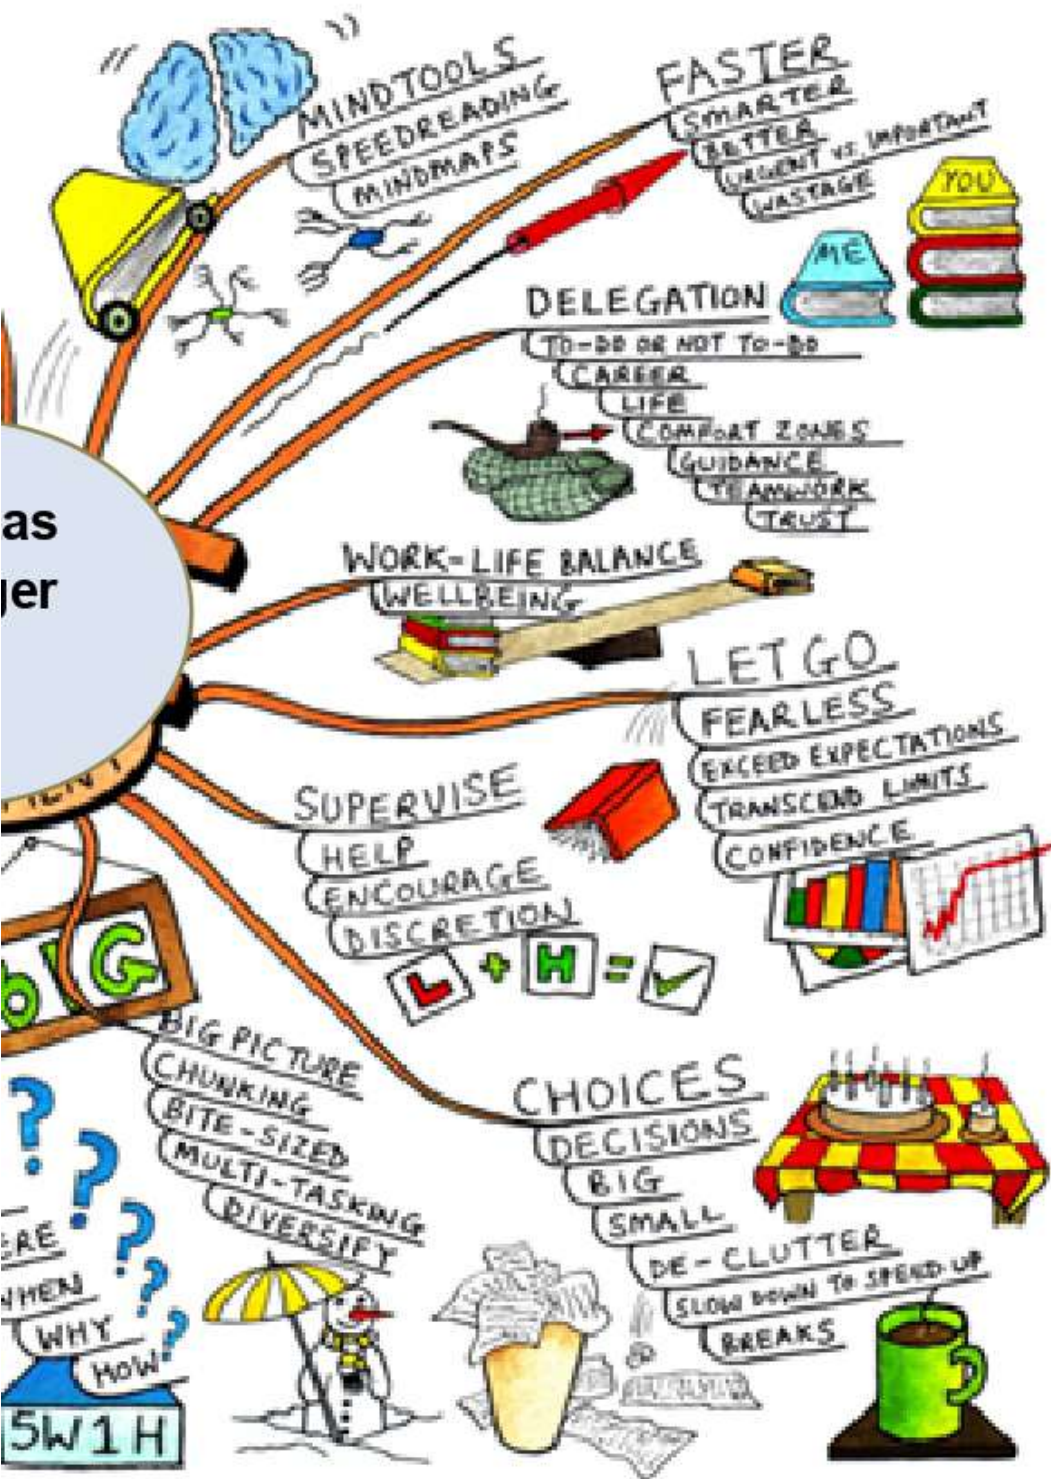 MINDTOOLS
SPEEDREADING
MINDMAPS
FASTER
SMARTER
BETTER
URGENT VS. IMPORTANT
WASTAGE
YOU
ME
DELEGATION
TO-DO OR NOT TO-DO
CAREER
LIFE
COMFORT ZONES
GUIDANCE
TEAMWORK
TRUST
as
ger
WORK-LIFE BALANCE
WELLBEING
LET GO
FEARLESS
EXCEED EXPECTATIONS
TRANSCEND LIMITS
CONFIDENCE
SUPERVISE
HELP
ENCOURAGE
DISCRETION
L + H = ✓
bIG
BIG PICTURE
CHUNKING
BITE-SIZED
MULTI-TASKING
DIVERSIFY
CHOICES
DECISIONS
BIG
SMALL
DE-CLUTTER
SLOW DOWN TO SPEED-UP
BREAKS
? ? ? ? ?
ERE
WHEN
WHY
HOW
5W1H
@